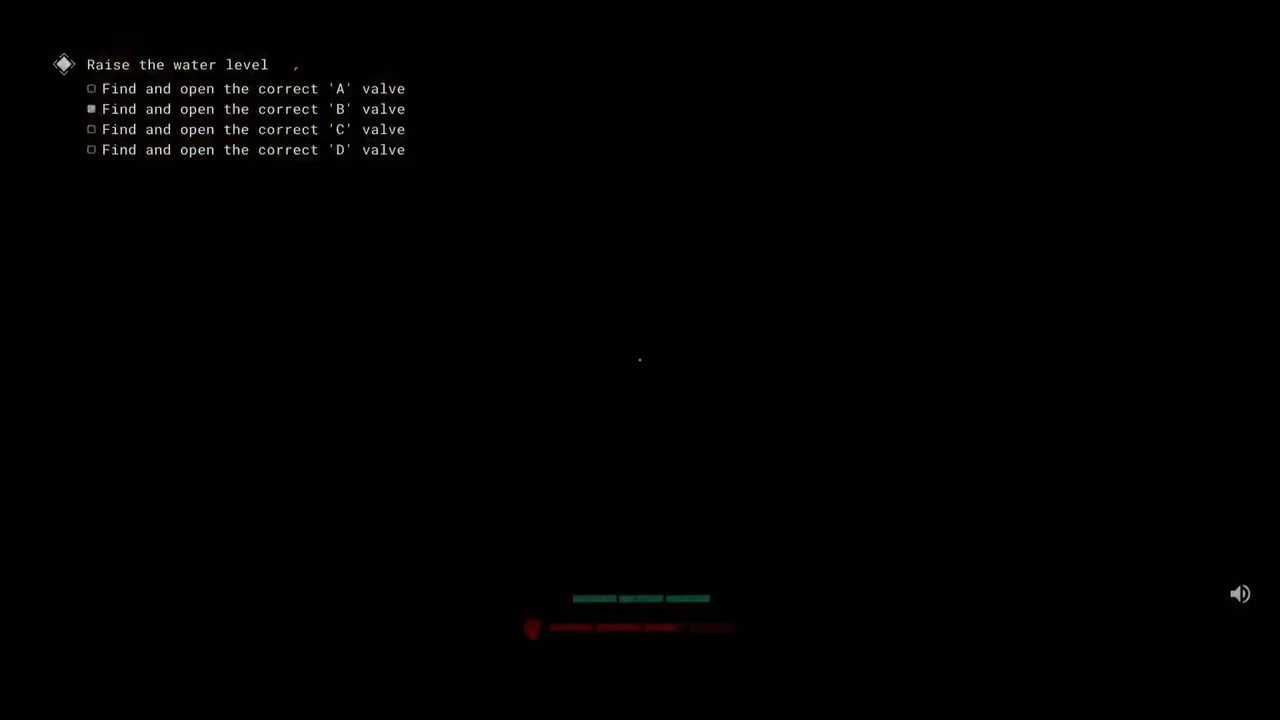 Raise the water level
Find and open the correct 'A' valve
Find and open the correct 'B' valve
Find and open the correct 'C' valve
Find and open the correct 'D' valve